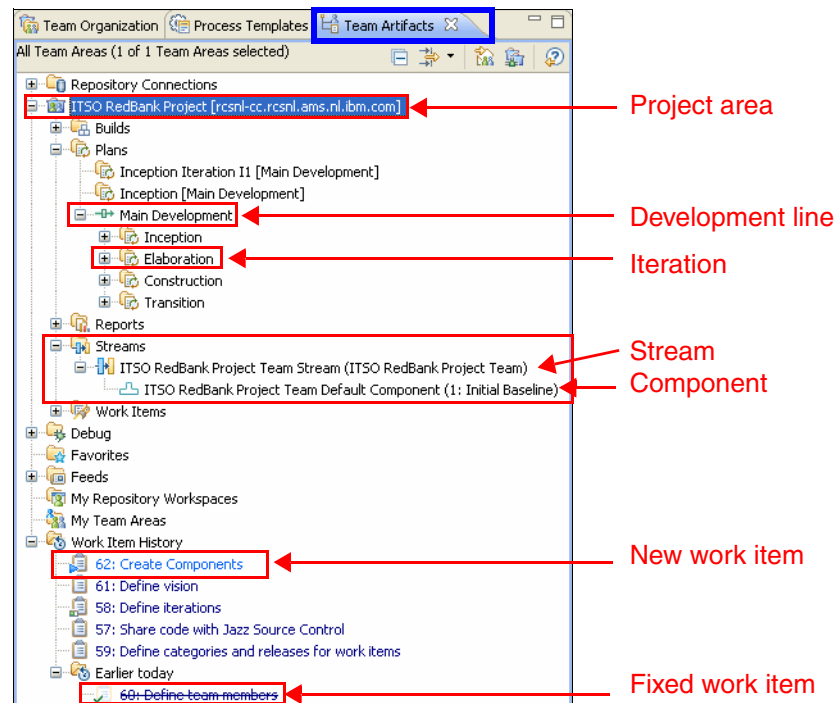 Team Organization Process Templates Team Artifacts
All Team Areas (1 of 1 Team Areas selected)
Repository Connections
ITSO RedBank Project [rcsnl-cc.rcsnl.ams.nl.ibm.com]
Project area
Builds
Plans
Inception Iteration I1 [Main Development]
Inception [Main Development]
Main Development
Development line
Inception
Elaboration
Iteration
Construction
Transition
Reports
Streams
Stream
ITSO RedBank Project Team Stream (ITSO RedBank Project Team)
Component
ITSO RedBank Project Team Default Component (1: Initial Baseline)
Work Items
Debug
Favorites
Feeds
My Repository Workspaces
My Team Areas
Work Item History
62: Create Components
New work item
61: Define vision
58: Define iterations
57: Share code with Jazz Source Control
59: Define categories and releases for work items
Earlier today
60: Define team members
Fixed work item